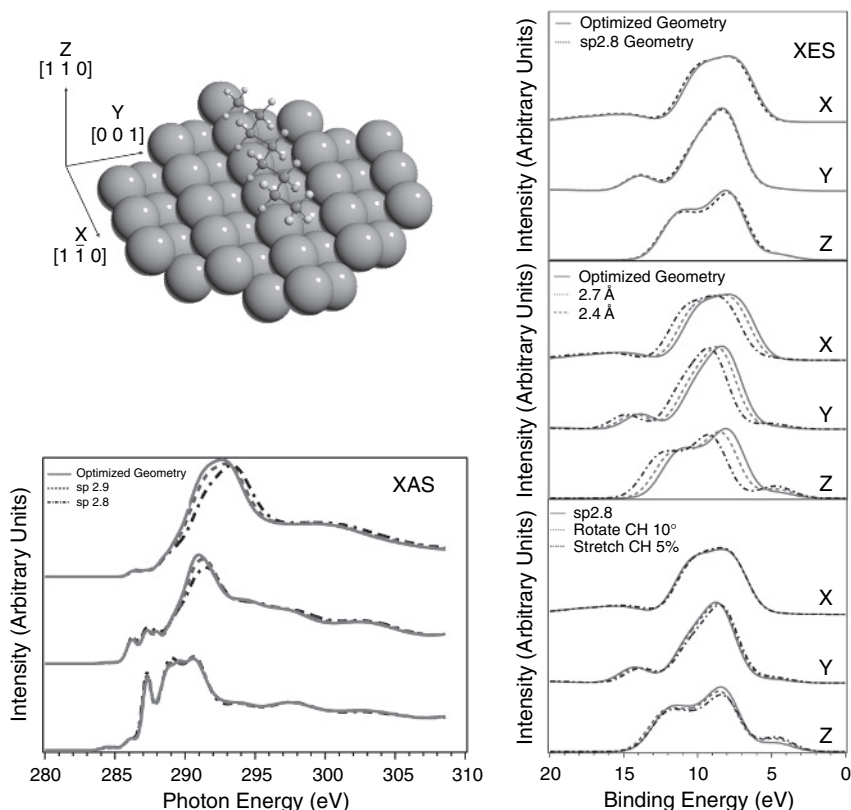 Z
[1 1 0]
Y
[0 0 1]
X
[1 1̄ 0]
Intensity (Arbitrary Units)
Optimized Geometry
sp 2.9
sp 2.8
XAS
280 285 290 295 300 305 310
Photon Energy (eV)
Intensity (Arbitrary Units)
Optimized Geometry
sp2.8 Geometry
XES
X
Y
Z
Intensity (Arbitrary Units)
Optimized Geometry
2.7 Å
2.4 Å
X
Y
Z
Intensity (Arbitrary Units)
sp2.8
Rotate CH 10°
Stretch CH 5%
X
Y
Z
20 15 10 5 0
Binding Energy (eV)